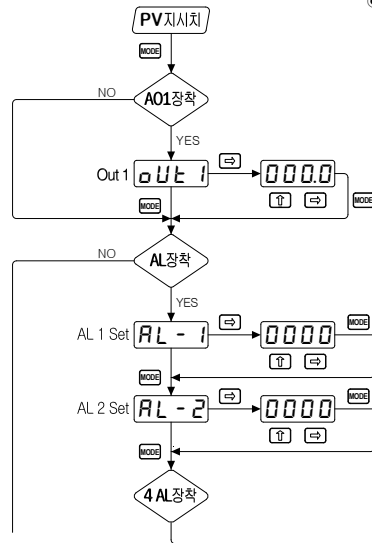 PV지시치
MODE
NO
AO1장착
YES
Out 1 oUt 1 000.0
MODE
MODE
NO
AL장착
YES
AL 1 Set AL - 1 0000 MODE
MODE
AL 2 Set AL - 2 0000 MODE
MODE
4 AL장착